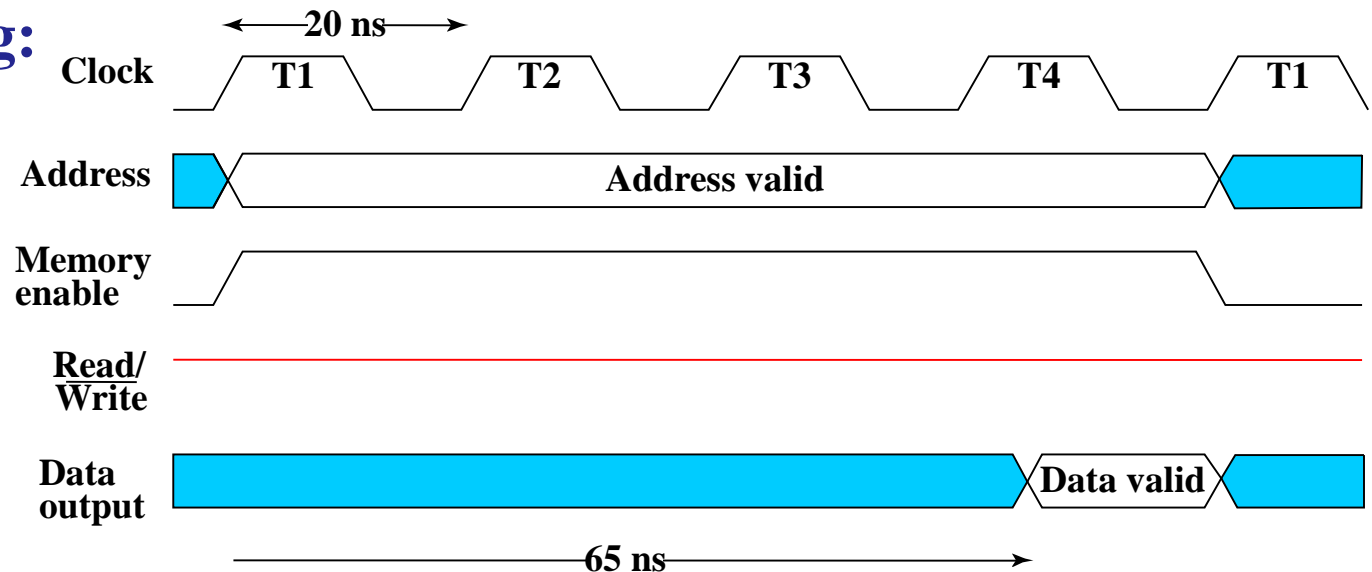 g:
20 ns
Clock
T1
T2
T3
T4
T1
Address
Address valid
Memory
enable
Read/
Write
Data
output
Data valid
65 ns